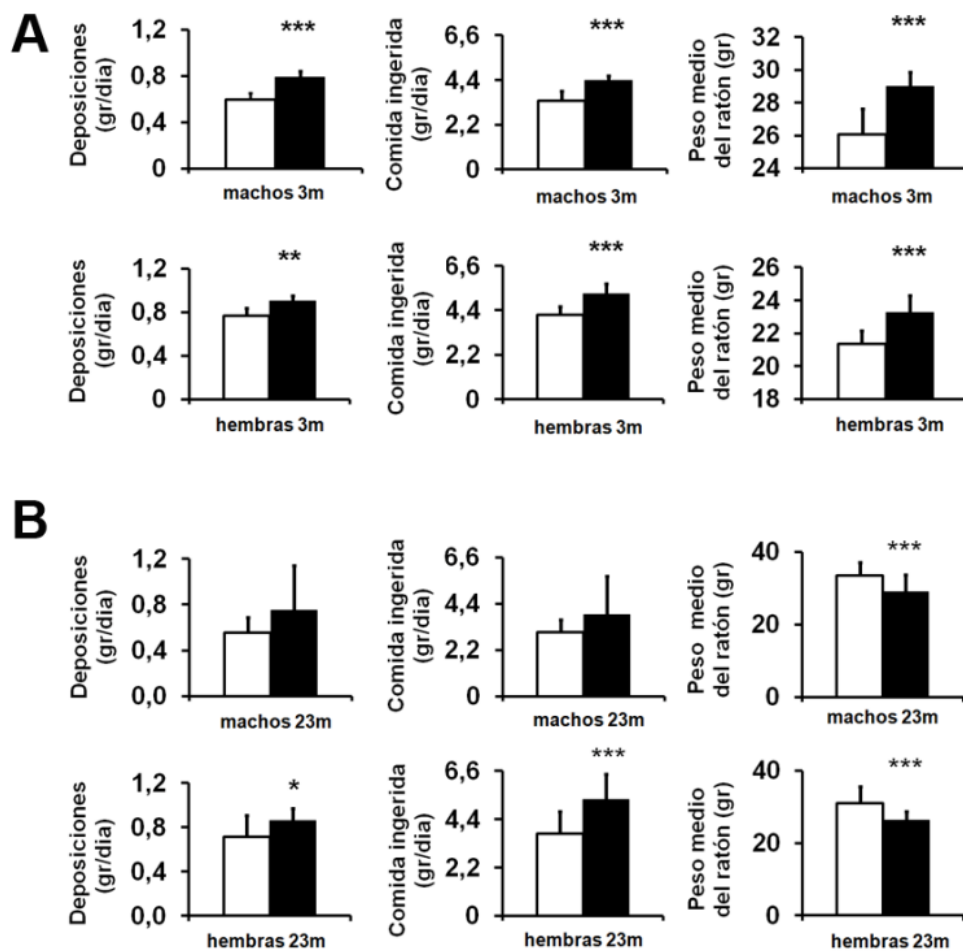 A
Deposiciones
(gr/dia)
1,2
0,8
0,4
0
***
machos 3m
Comida ingerida
(gr/dia)
6,6
4,4
2,2
0
***
machos 3m
Peso medio
del ratón (gr)
32
30
28
26
24
***
machos 3m
Deposiciones
(gr/dia)
1,2
0,8
0,4
0
**
hembras 3m
Comida ingerida
(gr/dia)
6,6
4,4
2,2
0
***
hembras 3m
Peso medio
del ratón (gr)
26
24
22
20
18
***
hembras 3m
B
Deposiciones
(gr/dia)
1,2
0,8
0,4
0,0
machos 23m
Comida ingerida
(gr/dia)
6,6
4,4
2,2
0
machos 23m
Peso medio
del ratón (gr)
40
20
0
***
machos 23m
Deposiciones
(gr/dia)
1,2
0,8
0,4
0,0
*
hembras 23m
Comida ingerida
(gr/dia)
6,6
4,4
2,2
0
***
hembras 23m
Peso medio
del ratón (gr)
40
20
0
***
hembras 23m